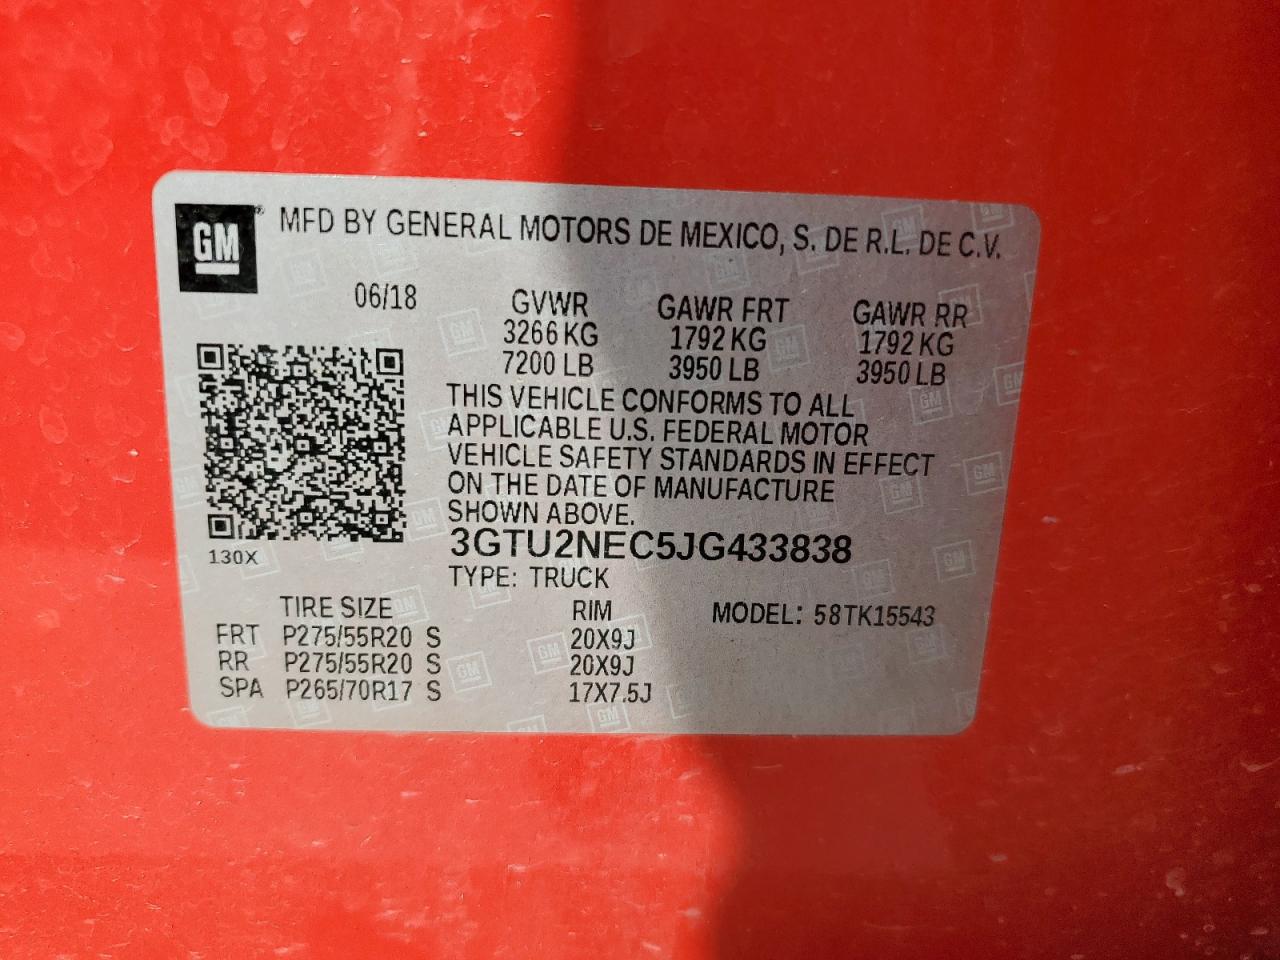 GM® MFD BY GENERAL MOTORS DE MEXICO, S. DE R.L. DE C.V.
06/18 GVWR GAWR FRT GAWR RR
3266 KG 1792 KG 1792 KG
7200 LB 3950 LB 3950 LB
THIS VEHICLE CONFORMS TO ALL
APPLICABLE U.S. FEDERAL MOTOR
VEHICLE SAFETY STANDARDS IN EFFECT
ON THE DATE OF MANUFACTURE
SHOWN ABOVE.
3GTU2NEC5JG433838
130X
TYPE: TRUCK
TIRE SIZE RIM MODEL: 58TK15543
FRT P275/55R20 S 20X9J
RR P275/55R20 S 20X9J
SPA P265/70R17 S 17X7.5J